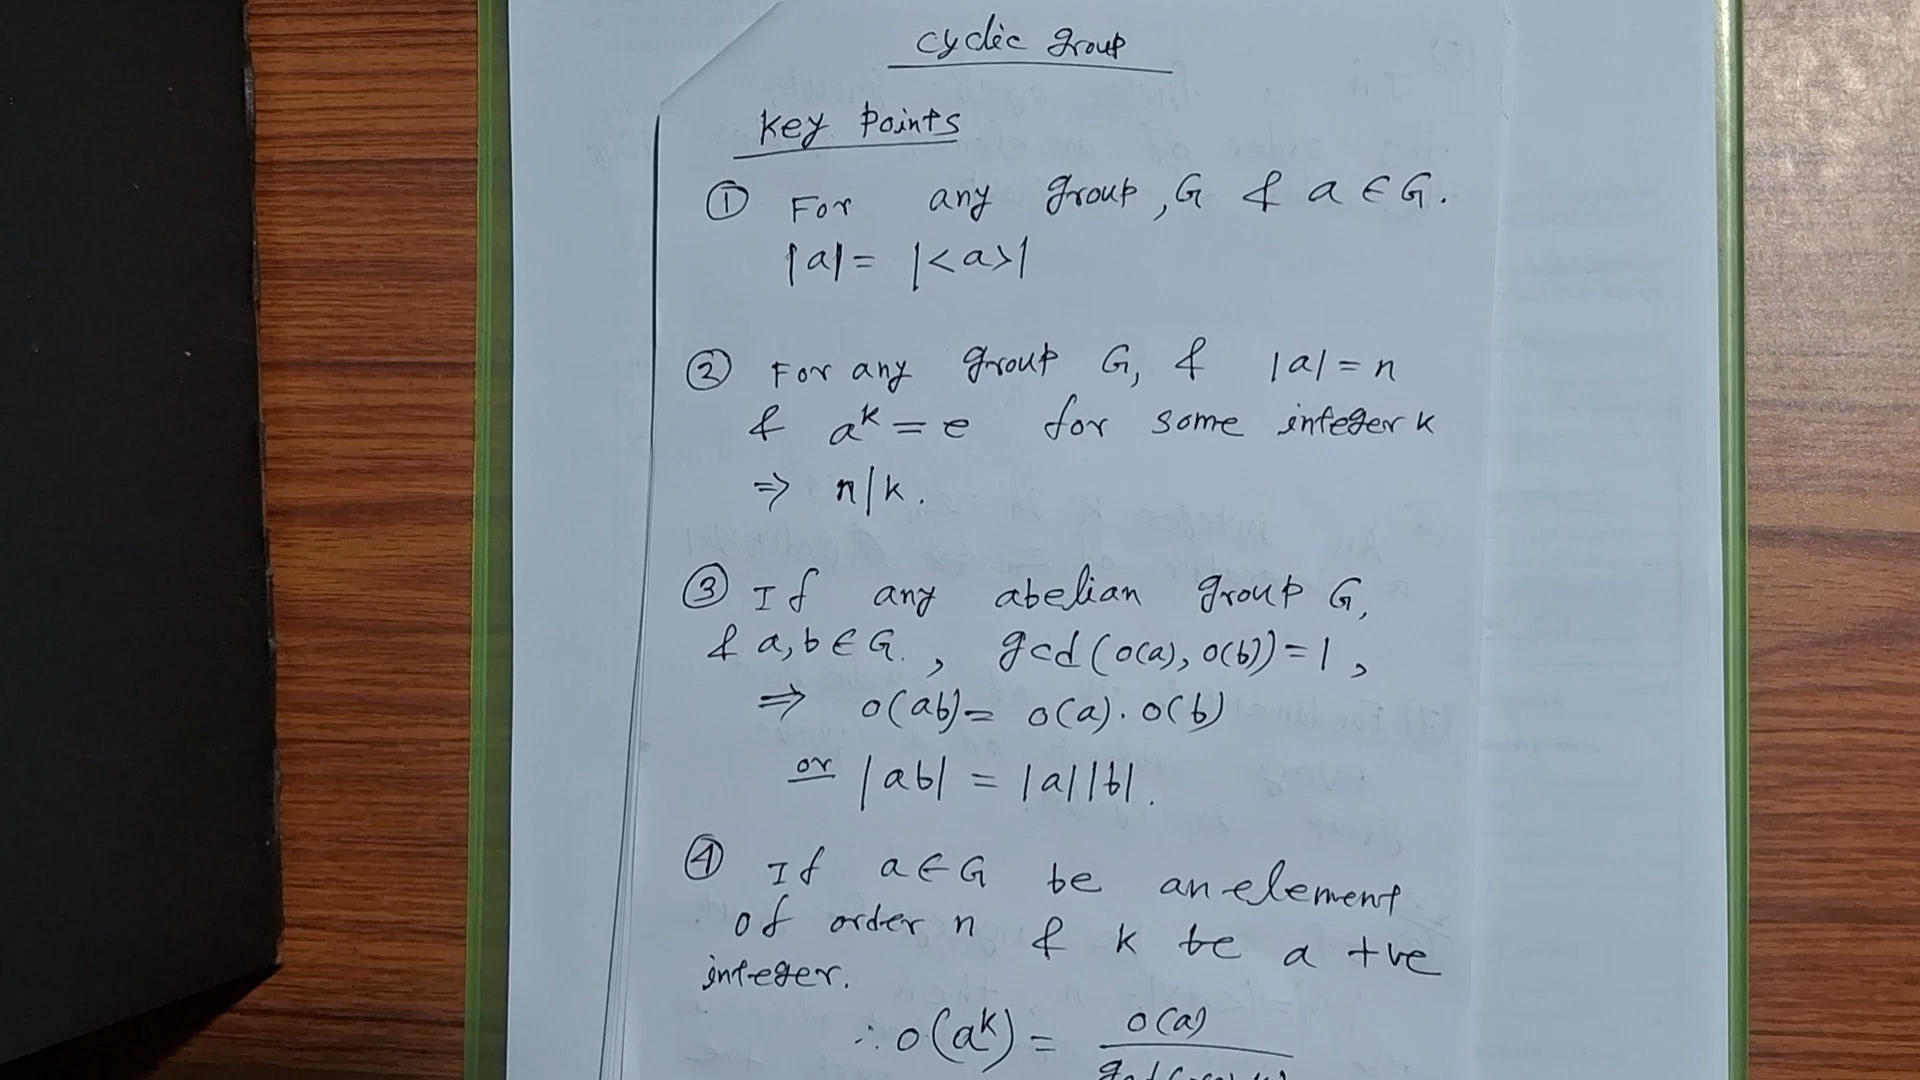 cyclic group
Key Points
① For any group, G & a ∈ G.
|a| = |<a>|
② For any group G, & |a| = n
& a^k = e for some integer k
⇒ n|k.
③ If any abelian group G,
& a, b ∈ G., gcd(o(a), o(b)) = 1,
⇒ o(ab) = o(a). o(b)
or |ab| = |a||b|.
④ If a ∈ G be an element
of order n & k be a +ve
integer.
∴ o(a^k) = o(a)